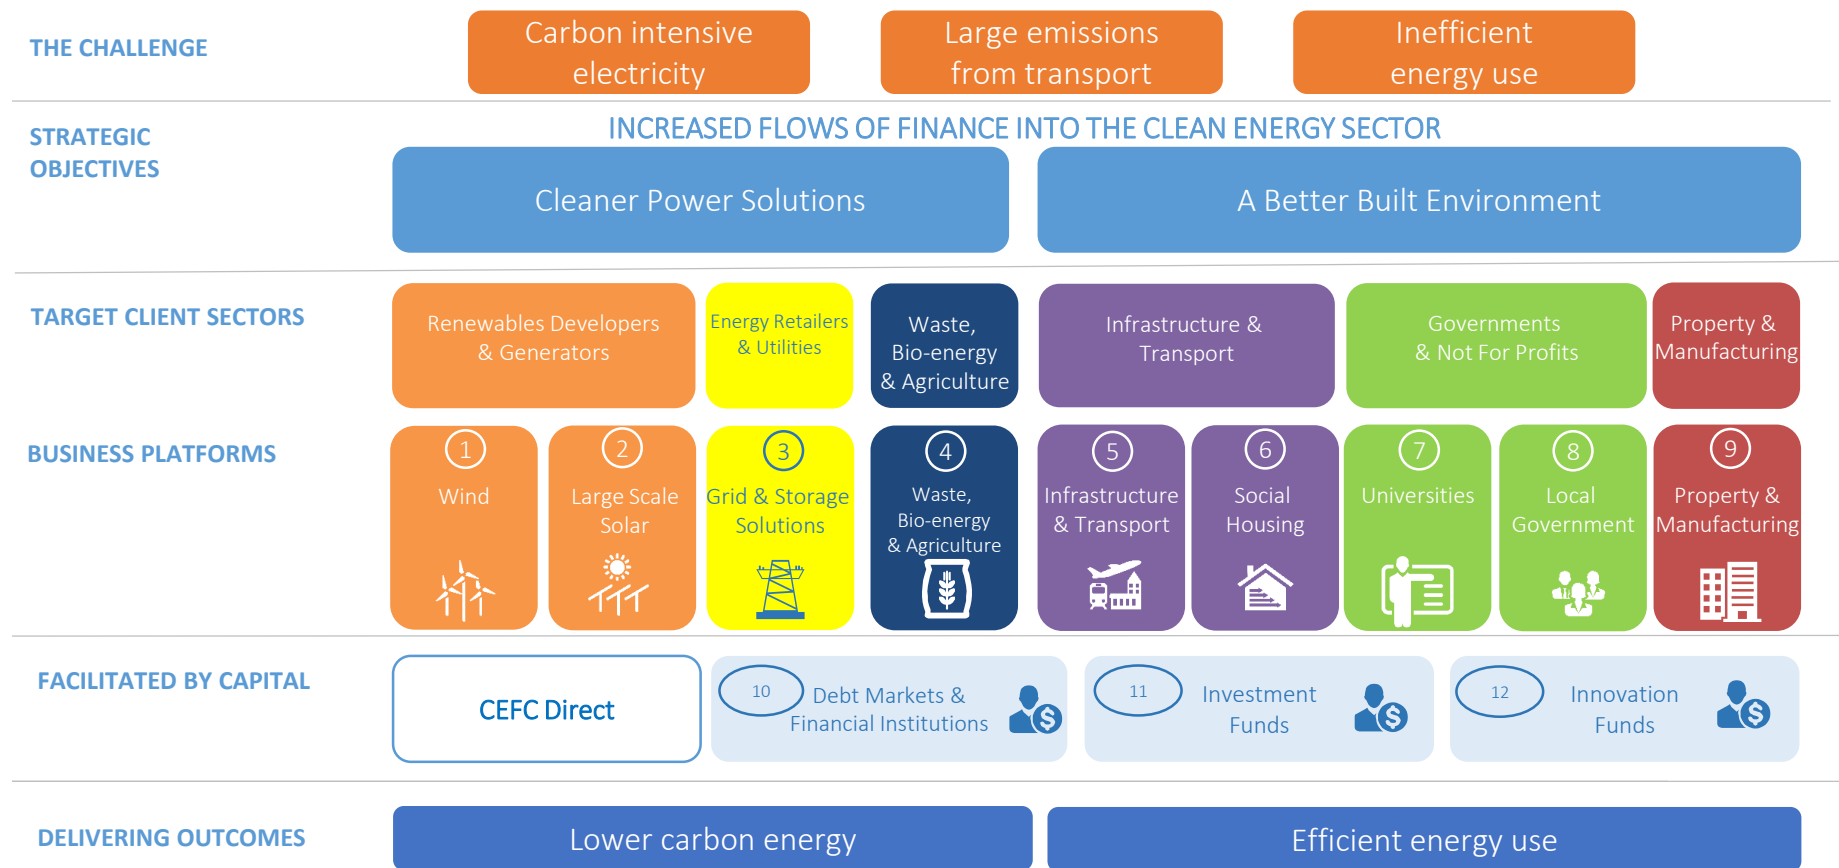 THE CHALLENGE
Carbon intensive
electricity
Large emissions
from transport
Inefficient
energy use
STRATEGIC
OBJECTIVES
INCREASED FLOWS OF FINANCE INTO THE CLEAN ENERGY SECTOR
Cleaner Power Solutions
A Better Built Environment
TARGET CLIENT SECTORS
Renewables Developers
& Generators
Energy Retailers
& Utilities
Waste,
Bio-energy
& Agriculture
Infrastructure &
Transport
Governments
& Not For Profits
Property &
Manufacturing
BUSINESS PLATFORMS
1
Wind
2
Large Scale
Solar
3
Grid & Storage
Solutions
4
Waste,
Bio-energy
& Agriculture
5
Infrastructure
& Transport
6
Social
Housing
7
Universities
8
Local
Government
9
Property &
Manufacturing
FACILITATED BY CAPITAL
CEFC Direct
10
Debt Markets &
Financial Institutions
$
11
Investment
Funds
$
12
Innovation
Funds
$
DELIVERING OUTCOMES
Lower carbon energy
Efficient energy use